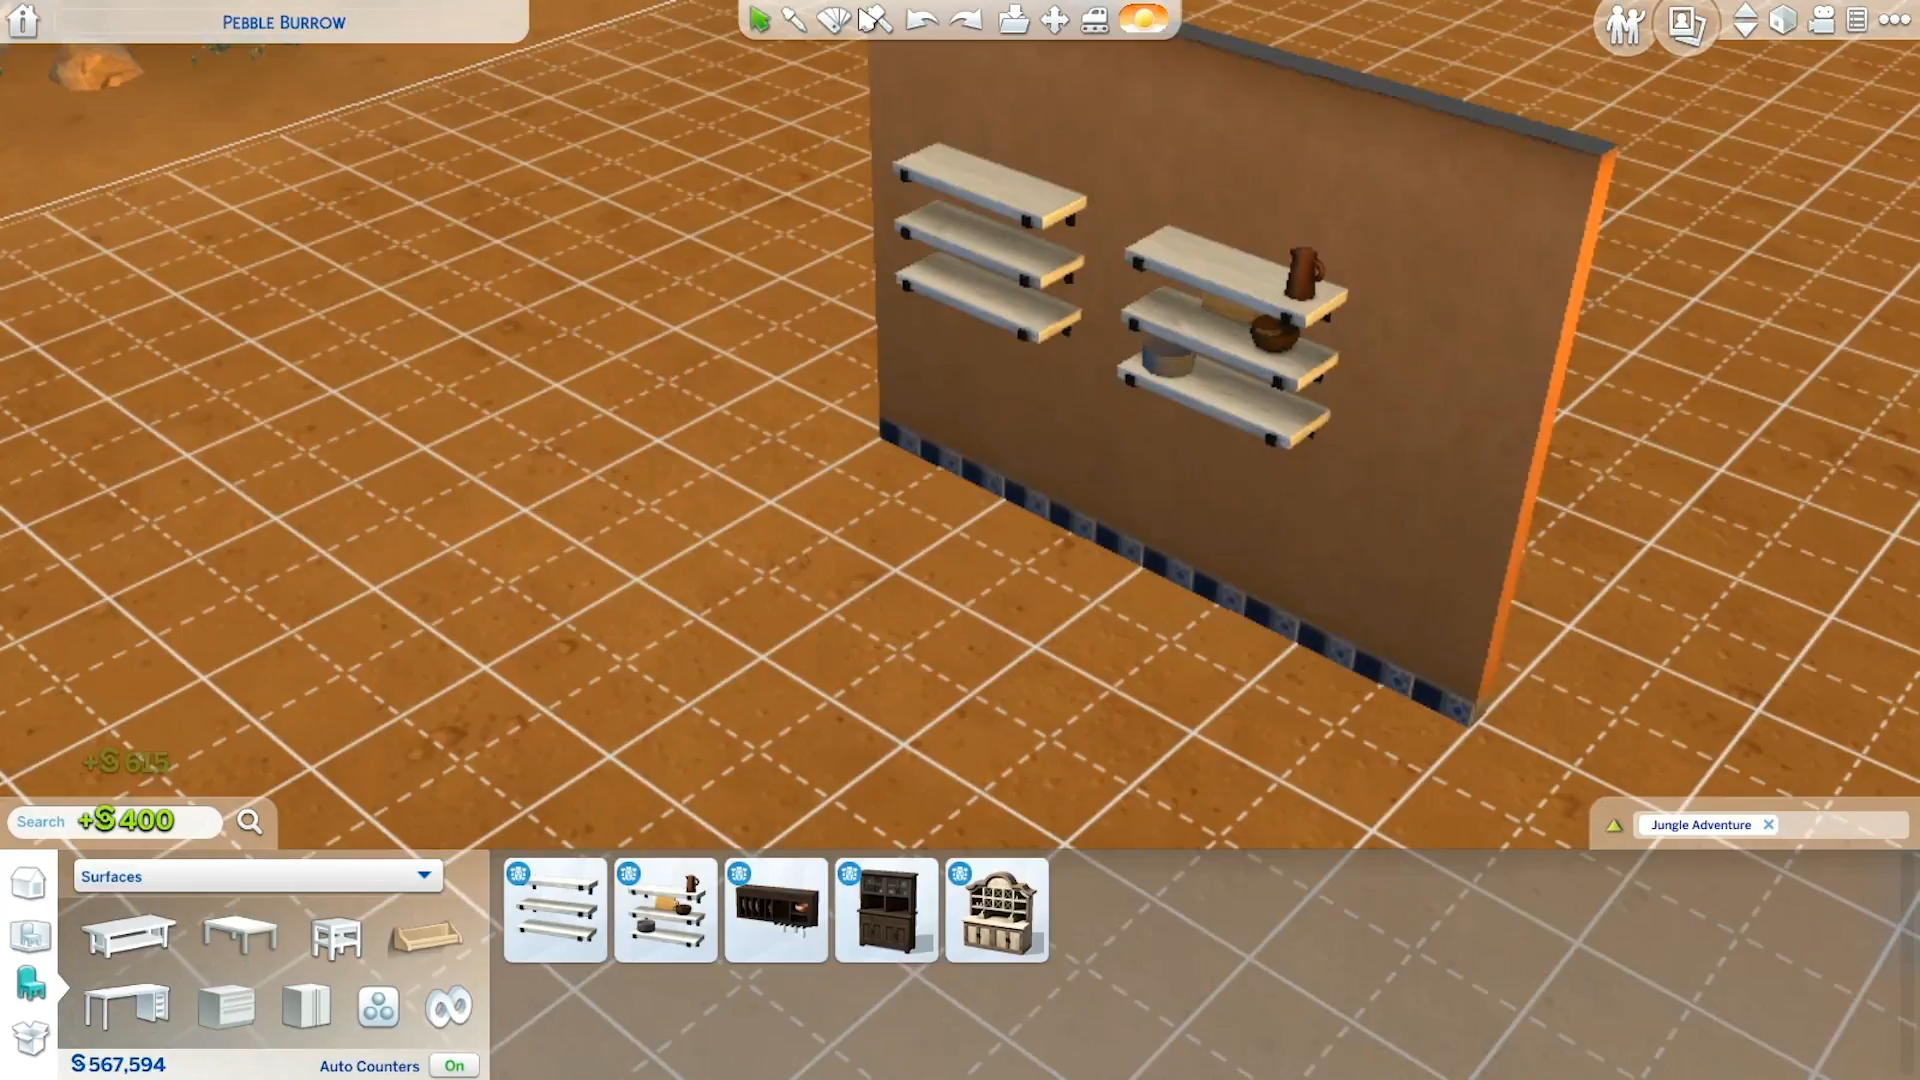 PEBBLE BURROW
+§615
Search +§400
Jungle Adventure
Surfaces
§567,594
Auto Counters On